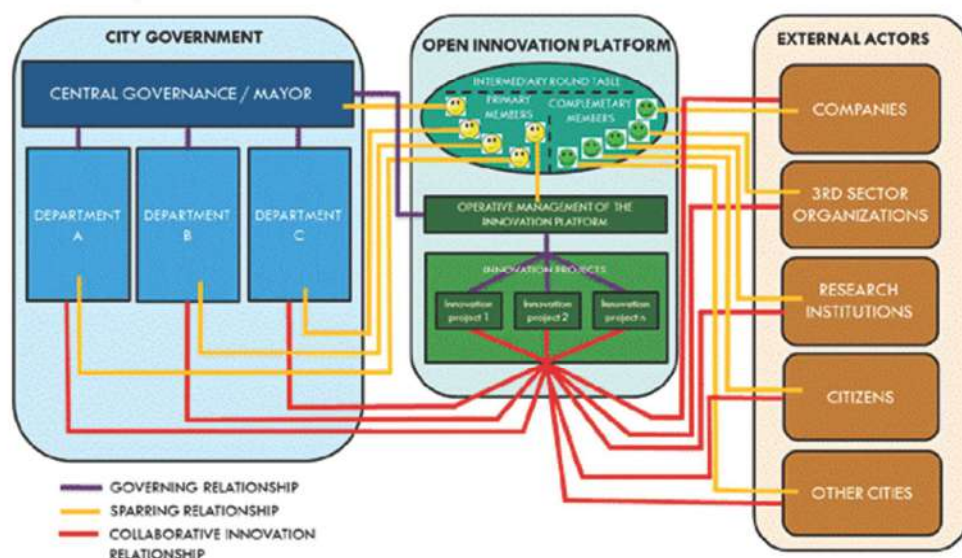 CITY GOVERNMENT
CENTRAL GOVERNANCE / MAYOR
DEPARTMENT
A
DEPARTMENT
B
DEPARTMENT
C
OPEN INNOVATION PLATFORM
INTERMEDIARY ROUND TABLE
PRIMARY
MEMBERS
COMPLEMETARY
MEMBERS
OPERATIVE MANAGEMENT OF THE
INNOVATION PLATFORM
INNOVATION PROJECTS
Innovation
project 1
Innovation
project 2
Innovation
project n
EXTERNAL ACTORS
COMPANIES
3RD SECTOR
ORGANIZATIONS
RESEARCH
INSTITUTIONS
CITIZENS
OTHER CITIES
GOVERNING RELATIONSHIP
SPARRING RELATIONSHIP
COLLABORATIVE INNOVATION
RELATIONSHIP